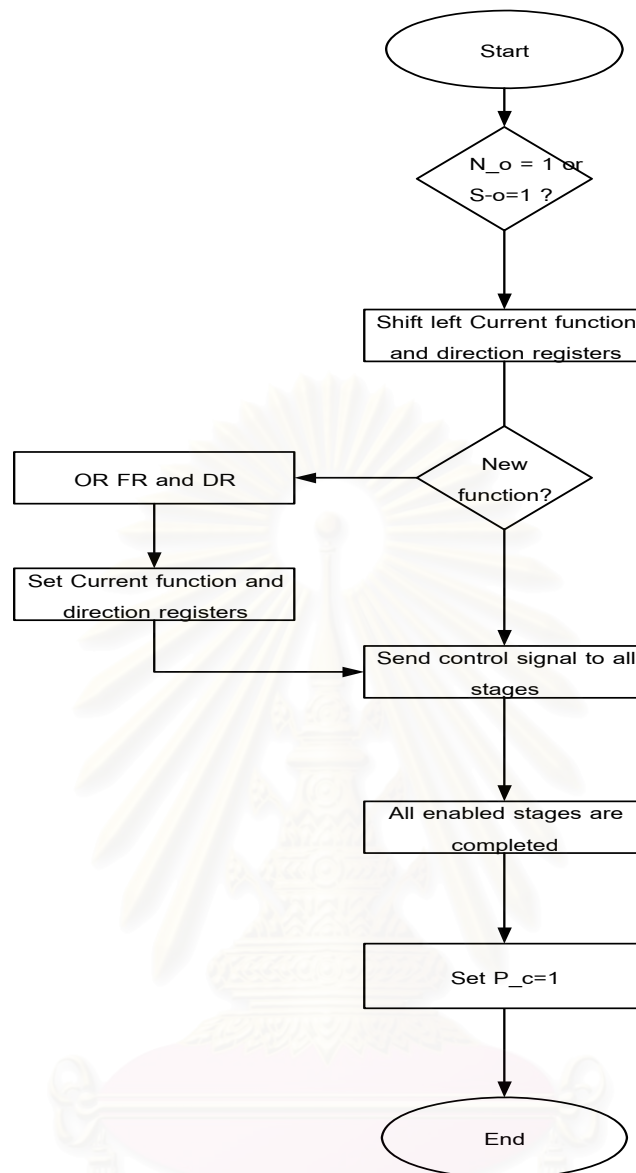 Start
N_o = 1 or
S-o=1 ?
Shift left Current function
and direction registers
New
function?
OR FR and DR
Set Current function and
direction registers
Send control signal to all
stages
All enabled stages are
completed
Set P_c=1
End